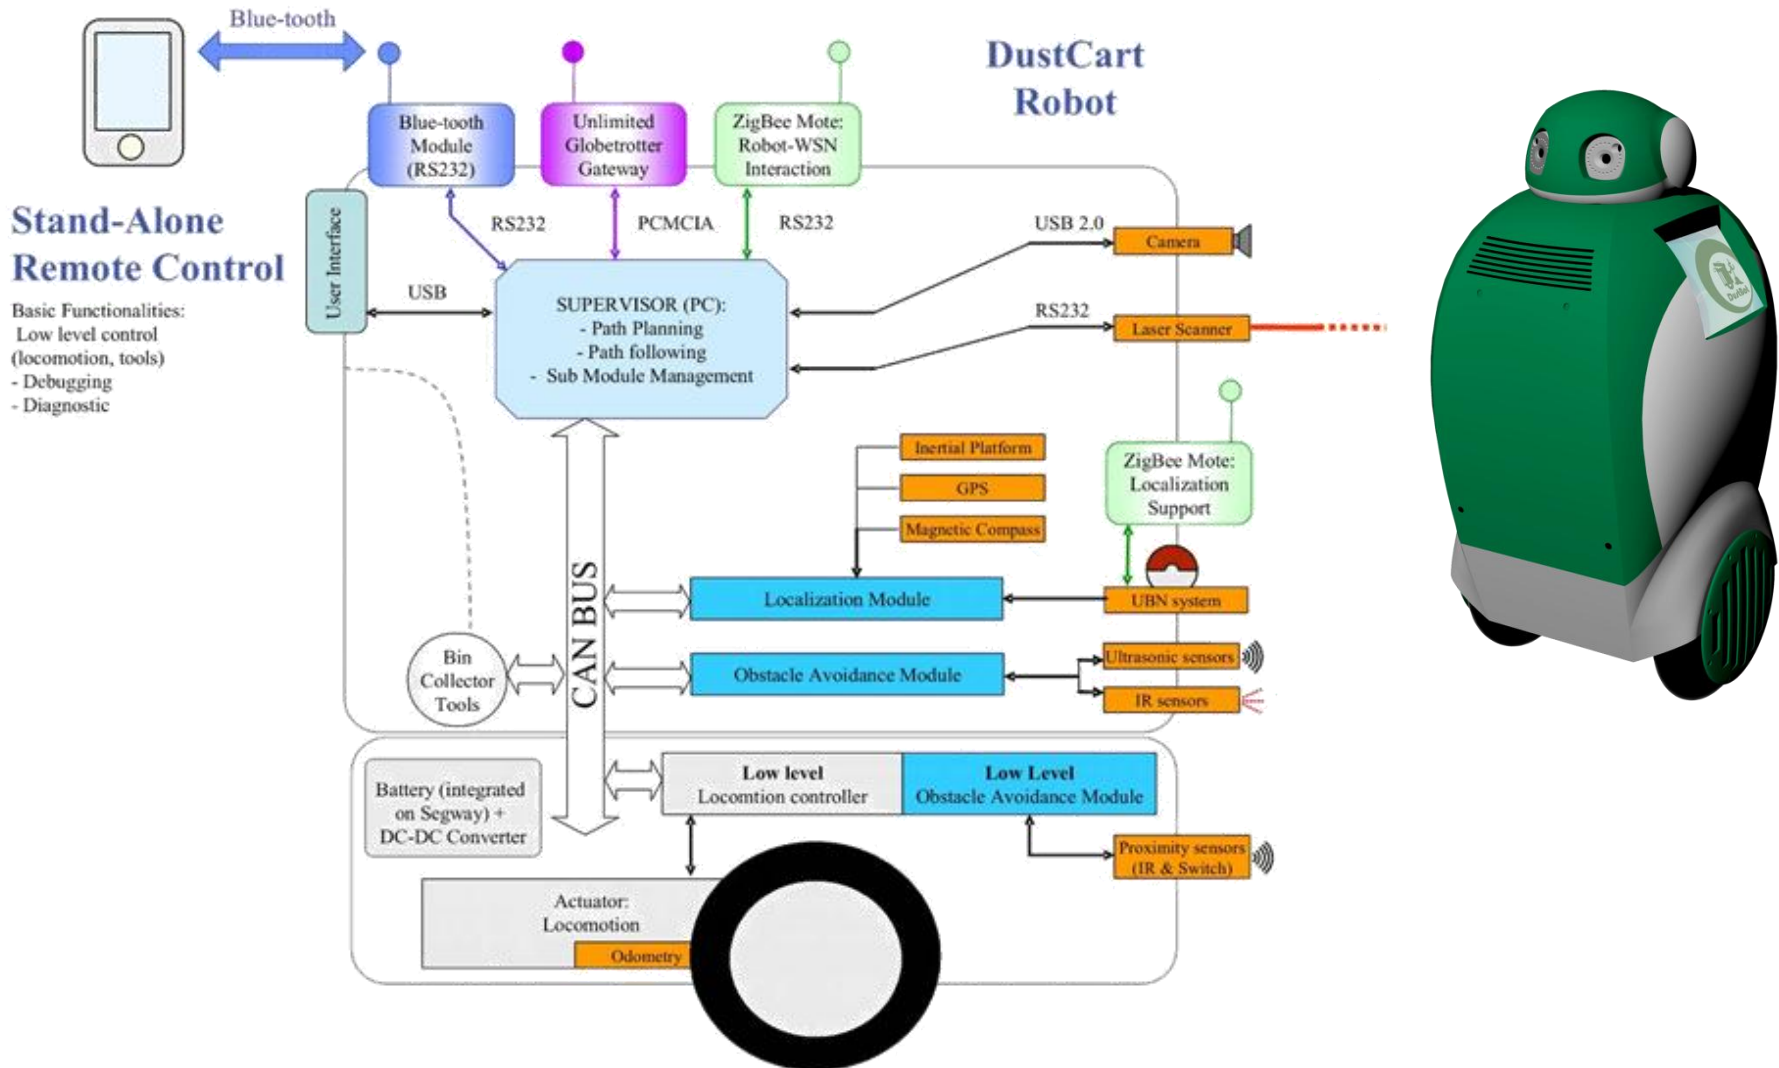 Blue-tooth
DustCart
Robot
Blue-tooth
Module
(RS232)
Unlimited
Globetrotter
Gateway
ZigBee Mote:
Robot-WSN
Interaction
Stand-Alone
Remote Control
Basic Functionalities:
Low level control
(locomotion, tools)
- Debugging
- Diagnostic
User Interface
RS232
PCMCIA
RS232
USB
SUPERVISOR (PC):
- Path Planning
- Path following
- Sub Module Management
USB 2.0
Camera
RS232
Laser Scanner
Inertial Platform
GPS
Magnetic Compass
ZigBee Mote:
Localization
Support
CAN BUS
Localization Module
UBN system
Bin
Collector
Tools
Obstacle Avoidance Module
Ultrasonic sensors
IR sensors
Battery (integrated
on Segway) +
DC-DC Converter
Low level
Locomtion controller
Low Level
Obstacle Avoidance Module
Proximity sensors
(IR & Switch)
Actuator:
Locomotion
Odometry
DustBot